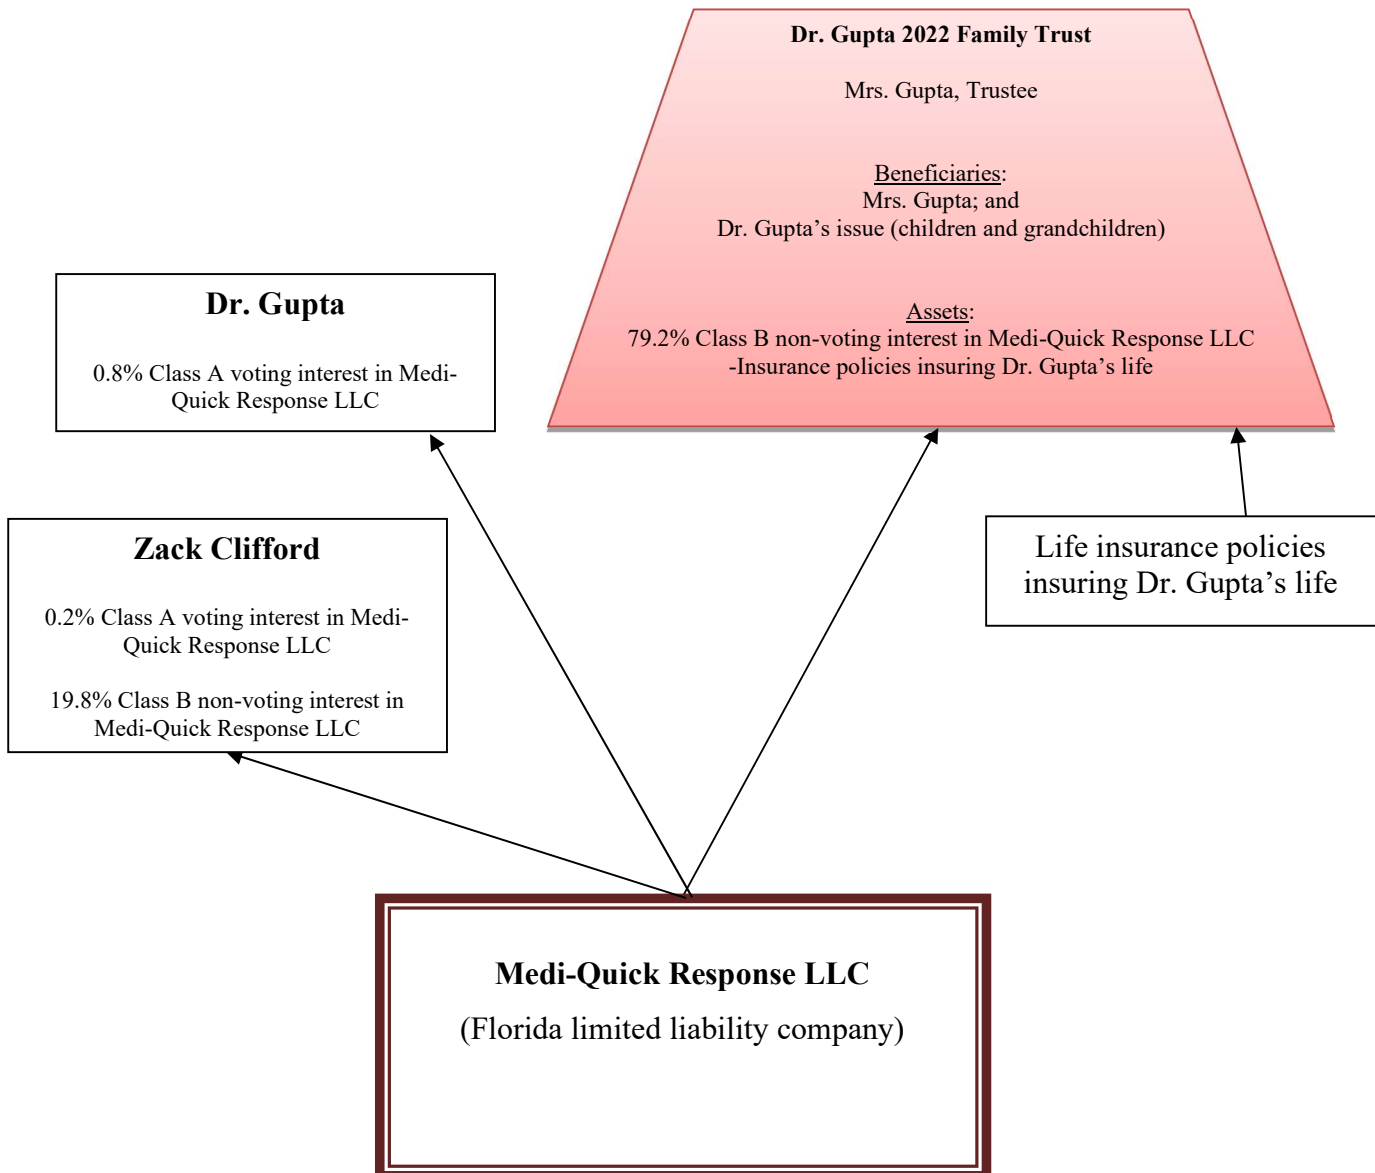 Dr. Gupta 2022 Family Trust
Mrs. Gupta, Trustee
Beneficiaries:
Mrs. Gupta; and
Dr. Gupta's issue (children and grandchildren)
Assets:
79.2% Class B non-voting interest in Medi-Quick Response LLC
-Insurance policies insuring Dr. Gupta's life
Dr. Gupta
0.8% Class A voting interest in Medi-
Quick Response LLC
Zack Clifford
0.2% Class A voting interest in Medi-
Quick Response LLC
19.8% Class B non-voting interest in
Medi-Quick Response LLC
Life insurance policies
insuring Dr. Gupta's life
Medi-Quick Response LLC
(Florida limited liability company)